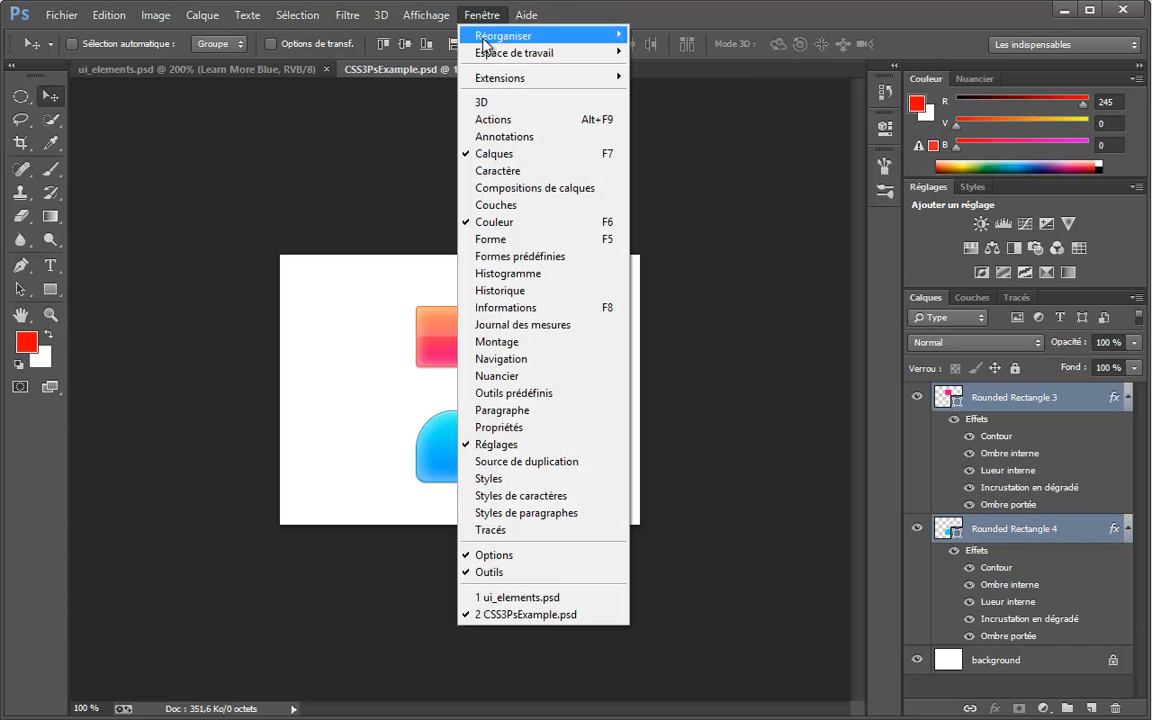 Ps Fichier Edition Image Calque Texte Sélection Filtre 3D Affichage Fenêtre Aide
Sélection automatique : Groupe Options de transf. Mode 3D : Les indispensables
ui_elements.psd @ 200% (Learn More Blue, RVB/8) × CSS3PsExample.psd @ 1
Réorganiser
Espace de travail
Extensions
3D
Actions Alt+F9
Annotations
Calques F7
Caractère
Compositions de calques
Couches
Couleur F6
Forme F5
Formes prédéfinies
Histogramme
Historique
Informations F8
Journal des mesures
Montage
Navigation
Nuancier
Outils prédéfinis
Paragraphe
Propriétés
Réglages
Source de duplication
Styles
Styles de caractères
Styles de paragraphes
Tracés
Options
Outils
1 ui_elements.psd
2 CSS3PsExample.psd
Couleur Nuancier
R 245
V 0
B 0
Réglages Styles
Ajouter un réglage
Calques Couches Tracés
Type
Normal Opacité : 100 %
Verrou : Fond : 100 %
Rounded Rectangle 3 fx
Effets
Contour
Ombre interne
Lueur interne
Incrustation en dégradé
Ombre portée
Rounded Rectangle 4 fx
Effets
Contour
Ombre interne
Lueur interne
Incrustation en dégradé
Ombre portée
background
fx
100 % Doc : 351,6 Ko/0 octets